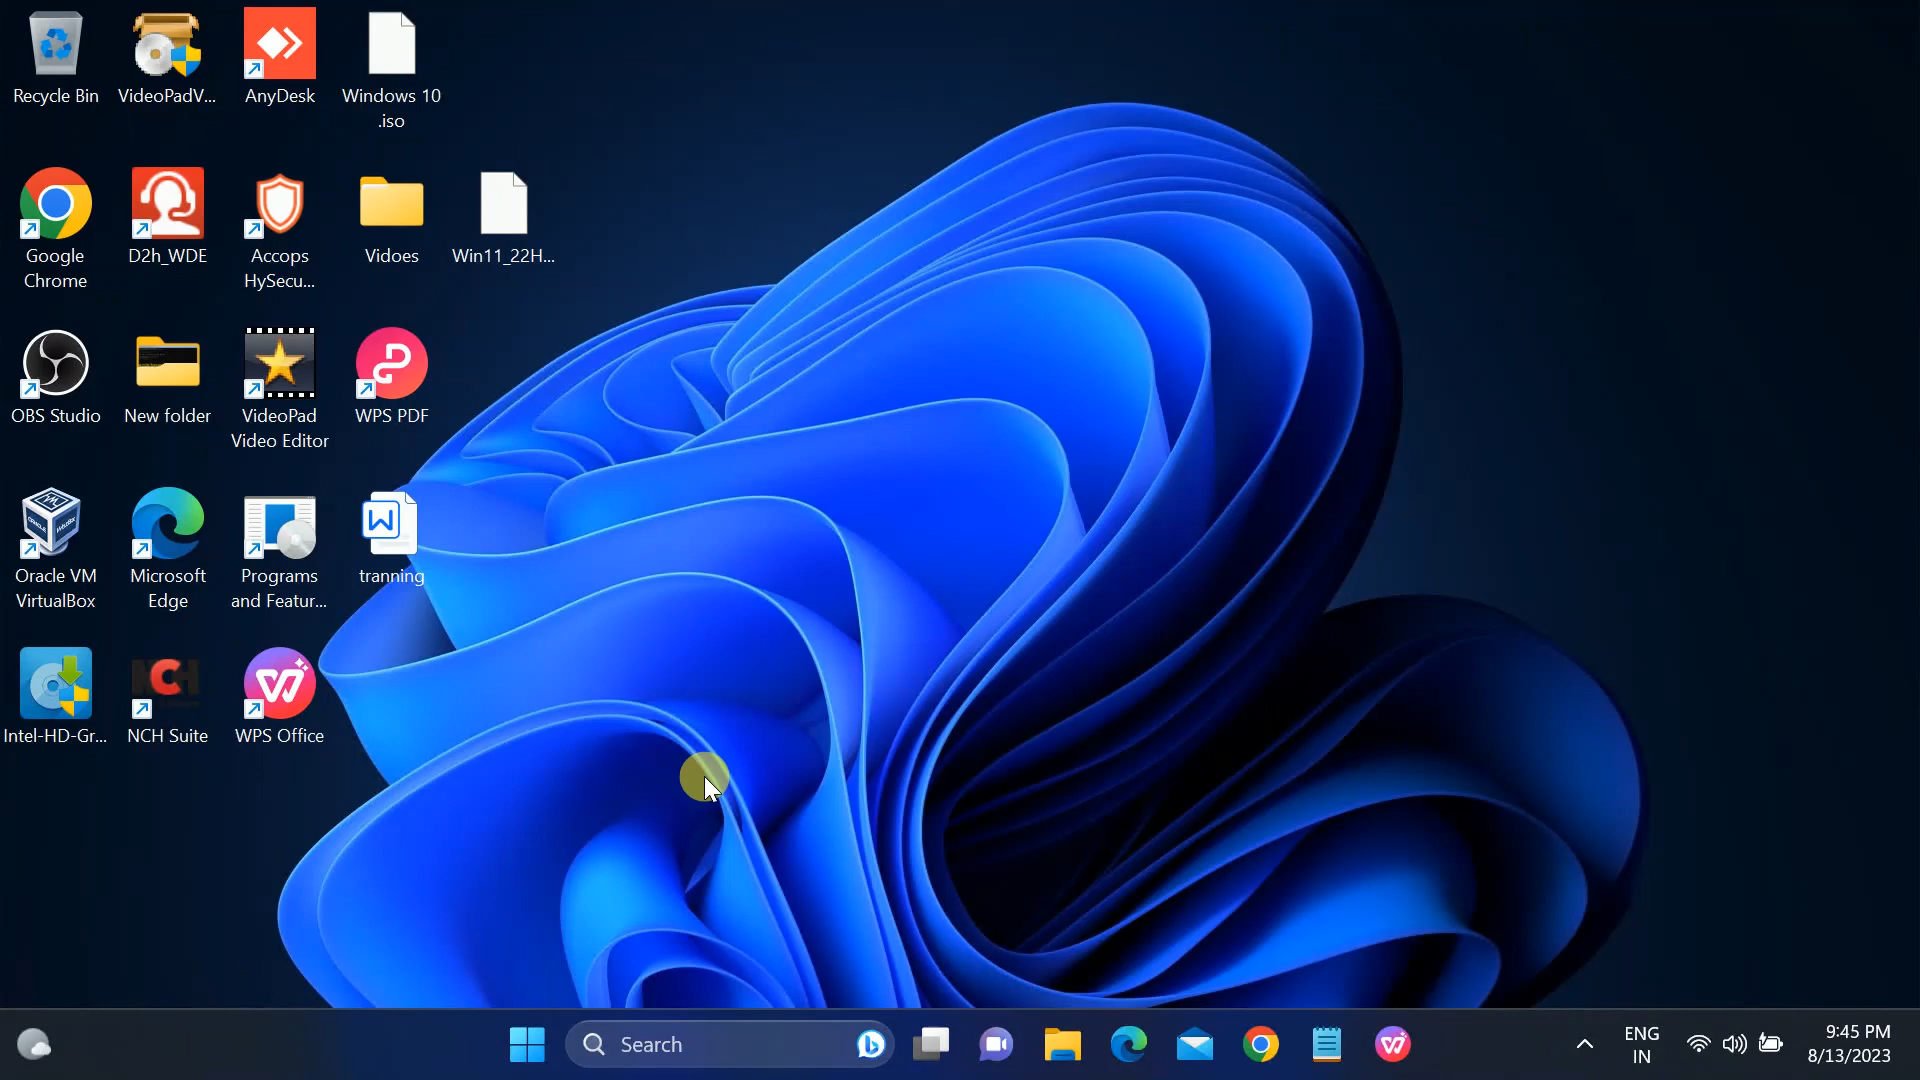 Recycle Bin
VideoPadV...
AnyDesk
Windows 10
.iso
Google
Chrome
D2h_WDE
Accops
HySecu...
Vidoes
Win11_22H...
OBS Studio
New folder
VideoPad
Video Editor
WPS PDF
Oracle VM
VirtualBox
Microsoft
Edge
Programs
and Featur...
W
tranning
Intel-HD-Gr...
NCH
NCH Suite
WPS Office
Search
ENG
IN
9:45 PM
8/13/2023